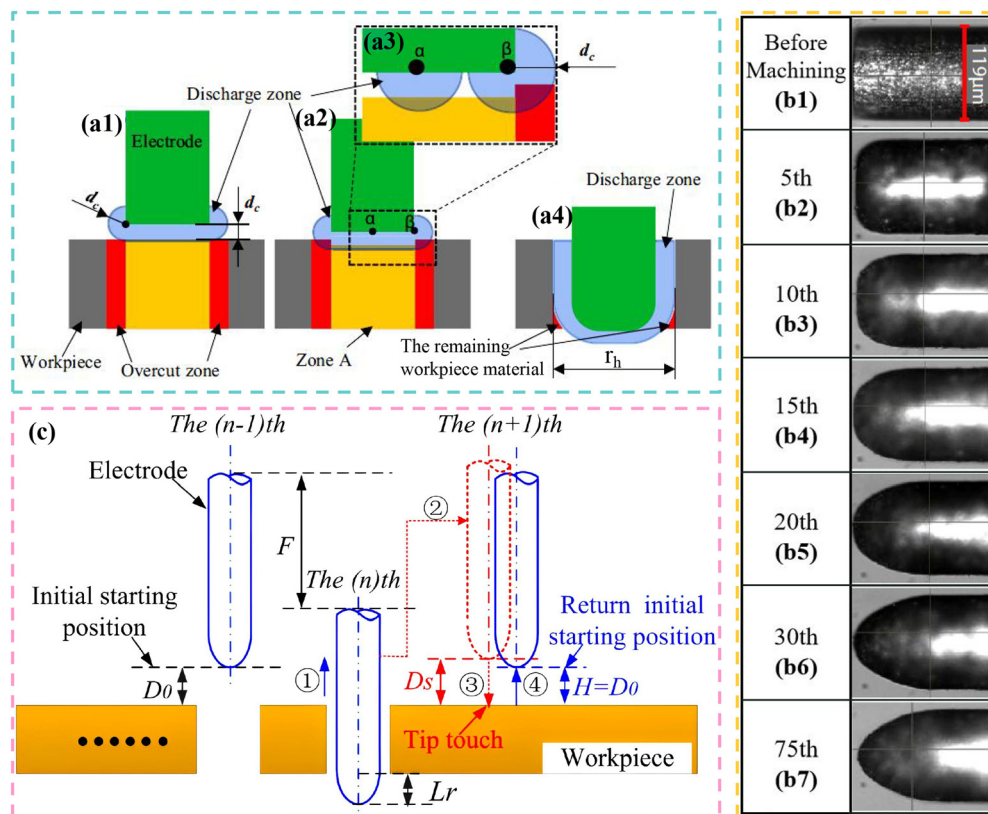 (a1)
Electrode
d_c
d_c
Discharge zone
(a2)
α
β
(a3)
α
β
d_c
(a4)
Discharge zone
Workpiece
Overcut zone
Zone A
The remaining
workpiece material
r_h
(c)
The (n-1)th
Electrode
F
The (n)th
Initial starting
position
D0
①
Lr
The (n+1)th
②
Ds
③
④
Return initial
starting position
H=D0
Tip touch
Workpiece
Before
Machining
(b1)
119μm
5th
(b2)
10th
(b3)
15th
(b4)
20th
(b5)
30th
(b6)
75th
(b7)